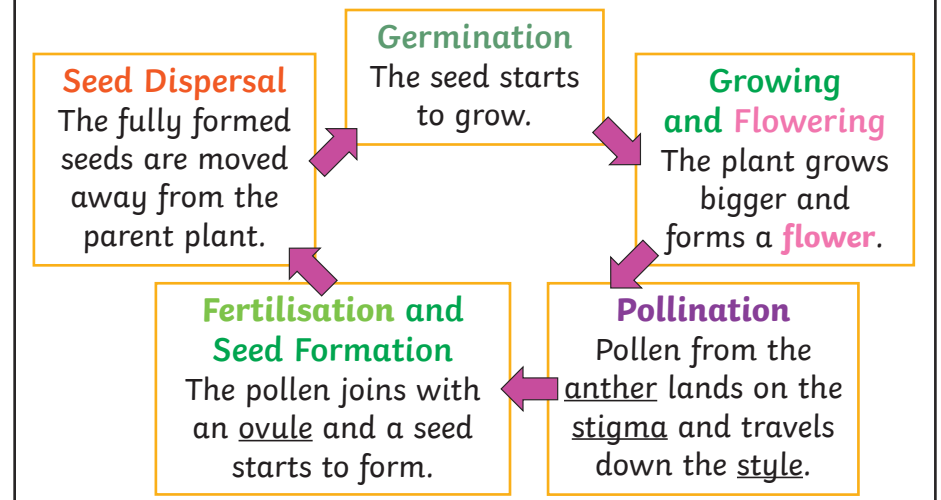 Germination
The seed starts
to grow.
Growing
and Flowering
The plant grows
bigger and
forms a flower.
Pollination
Pollen from the
anther lands on the
stigma and travels
down the style.
Fertilisation and
Seed Formation
The pollen joins with
an ovule and a seed
starts to form.
Seed Dispersal
The fully formed
seeds are moved
away from the
parent plant.